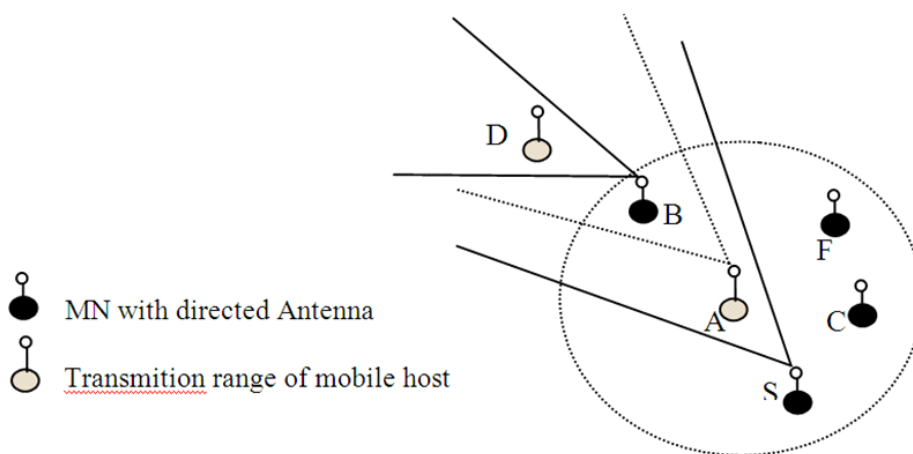 D
B
F
MN with directed Antenna
A
C
Transmition range of mobile host
S